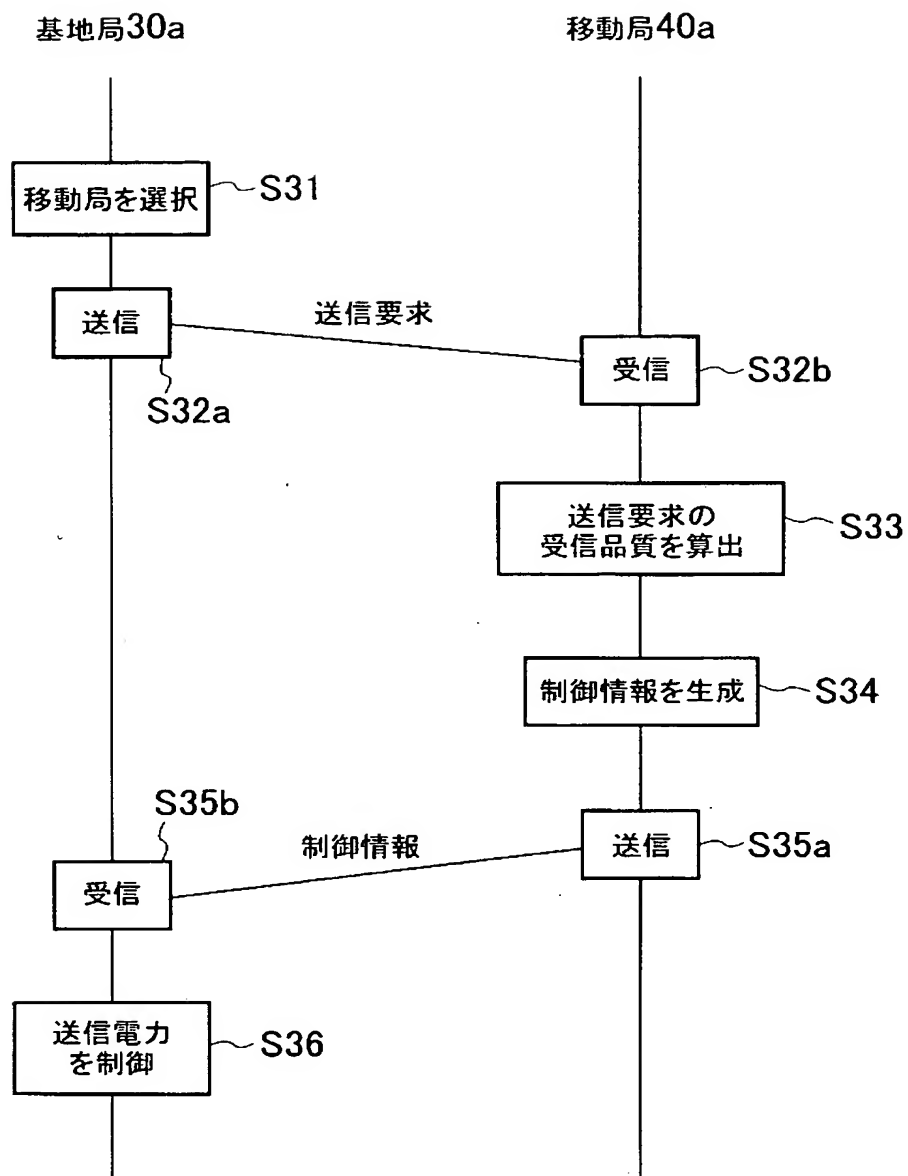 基地局30a
移動局40a
移動局を選択
S31
送信
送信要求
受信
S32b
S32a
送信要求の
受信品質を算出
S33
制御情報を生成
S34
S35b
制御情報
送信
S35a
受信
送信電力
を制御
S36